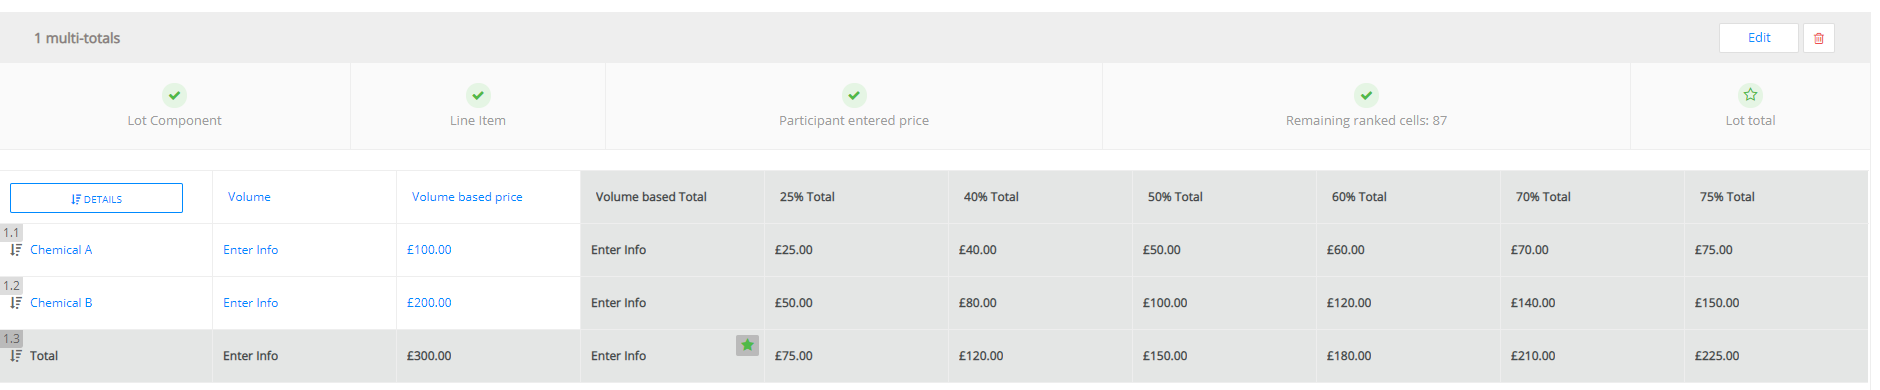 1 multi-totals
Edit
Lot Component
Line Item
Participant entered price
Remaining ranked cells: 87
Lot total
DETAILS Volume Volume based price Volume based Total 25% Total 40% Total 50% Total 60% Total 70% Total 75% Total
1.1
Chemical A Enter Info £100.00 Enter Info £25.00 £40.00 £50.00 £60.00 £70.00 £75.00
1.2
Chemical B Enter Info £200.00 Enter Info £50.00 £80.00 £100.00 £120.00 £140.00 £150.00
1.3
Total Enter Info £300.00 Enter Info £75.00 £120.00 £150.00 £180.00 £210.00 £225.00